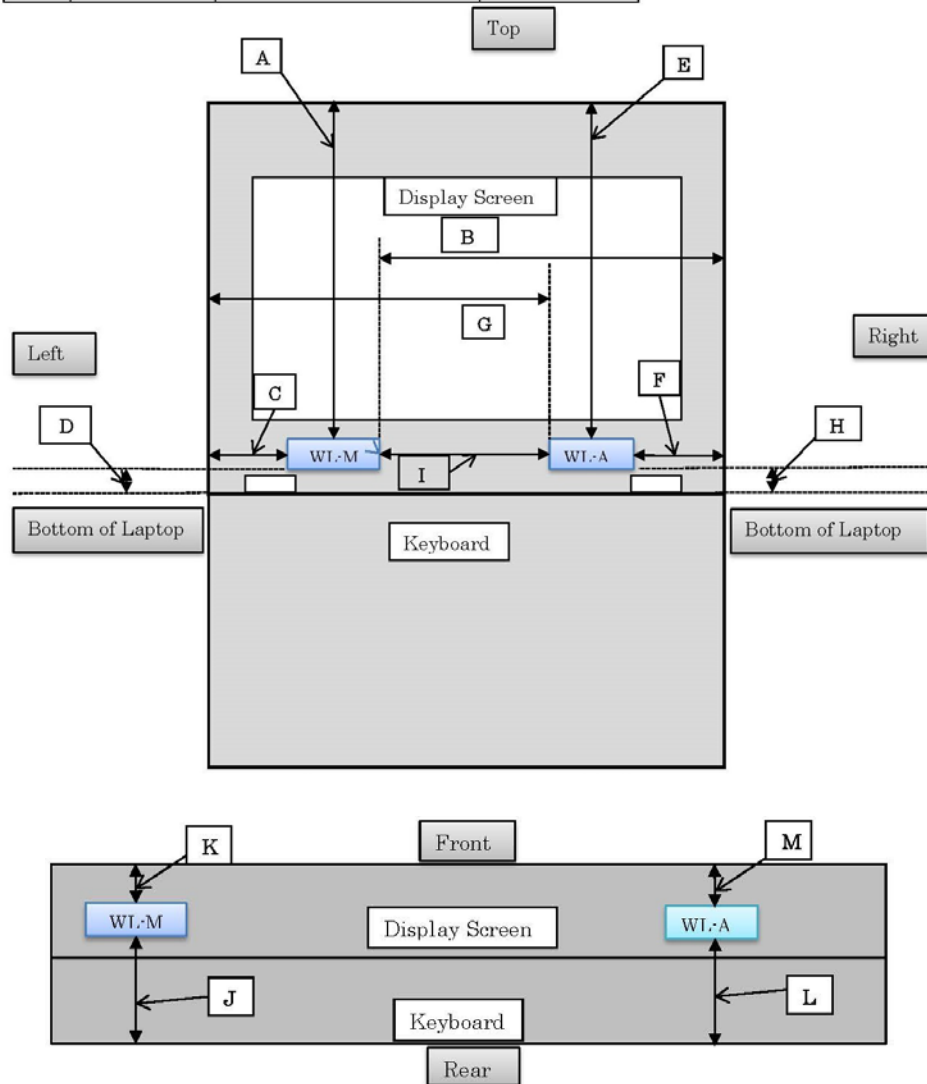 Top
A
E
Display Screen
B
G
Left
Right
C
F
D
H
WL-M
WL-A
I
Bottom of Laptop
Keyboard
Bottom of Laptop
Front
K
M
WL-M
WL-A
Display Screen
J
L
Keyboard
Rear